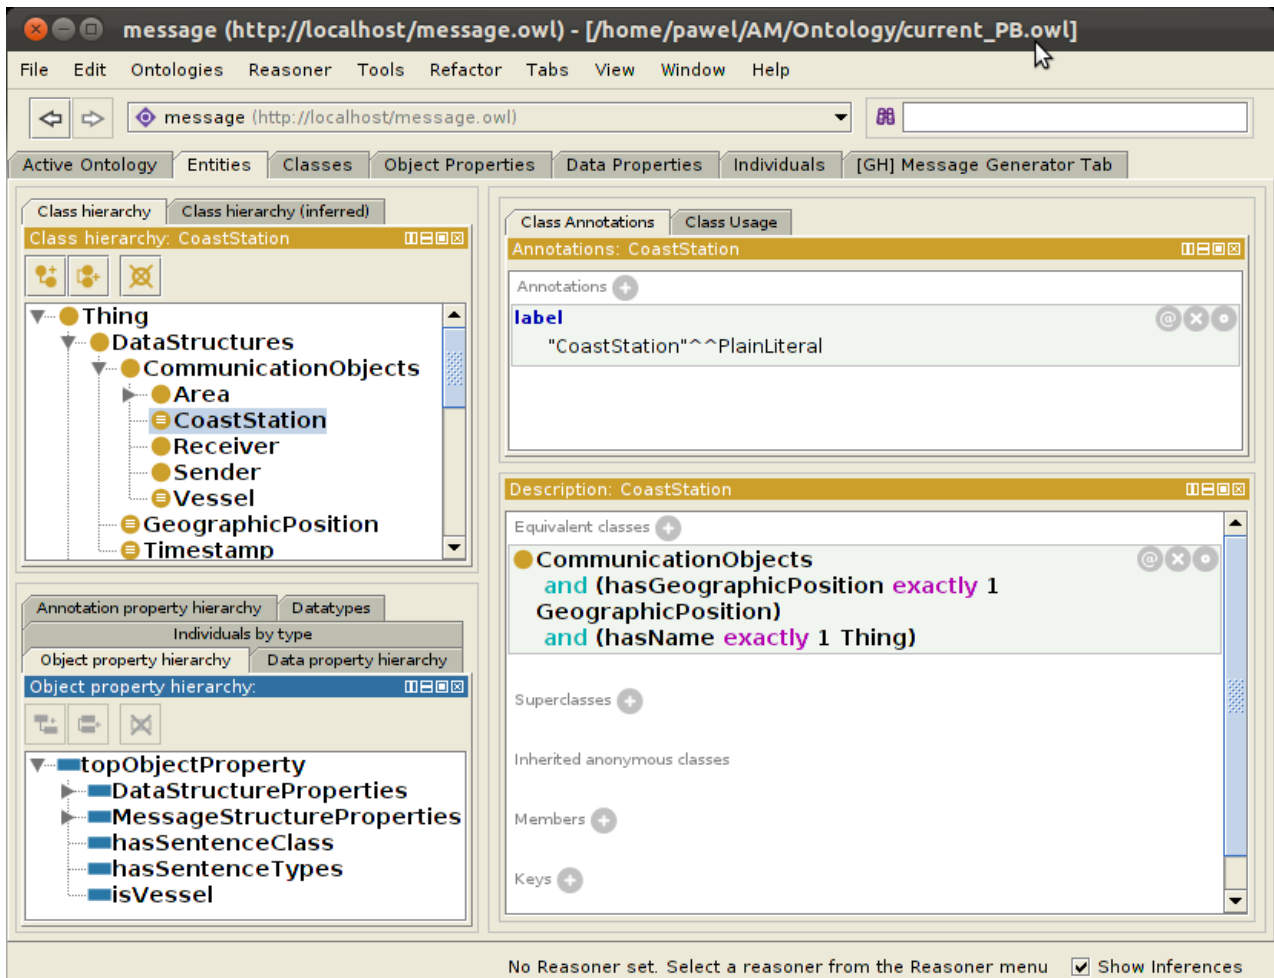 message (http://localhost/message.owl) - [/home/pawel/AM/Ontology/current_PB.owl]
File Edit Ontologies Reasoner Tools Refactor Tabs View Window Help
message (http://localhost/message.owl)
Active Ontology Entities Classes Object Properties Data Properties Individuals [GH] Message Generator Tab
Class hierarchy Class hierarchy (inferred)
Class hierarchy: CoastStation
Thing
DataStructures
CommunicationObjects
Area
CoastStation
Receiver
Sender
Vessel
GeographicPosition
Timestamp
Annotation property hierarchy Datatypes
Individuals by type
Object property hierarchy Data property hierarchy
Object property hierarchy:
topObjectProperty
DataStructureProperties
MessageStructureProperties
hasSentenceClass
hasSentenceTypes
isVessel
Class Annotations Class Usage
Annotations: CoastStation
Annotations
label
"CoastStation"^^PlainLiteral
Description: CoastStation
Equivalent classes
CommunicationObjects
and (hasGeographicPosition exactly 1
GeographicPosition)
and (hasName exactly 1 Thing)
Superclasses
Inherited anonymous classes
Members
Keys
No Reasoner set. Select a reasoner from the Reasoner menu Show Inferences